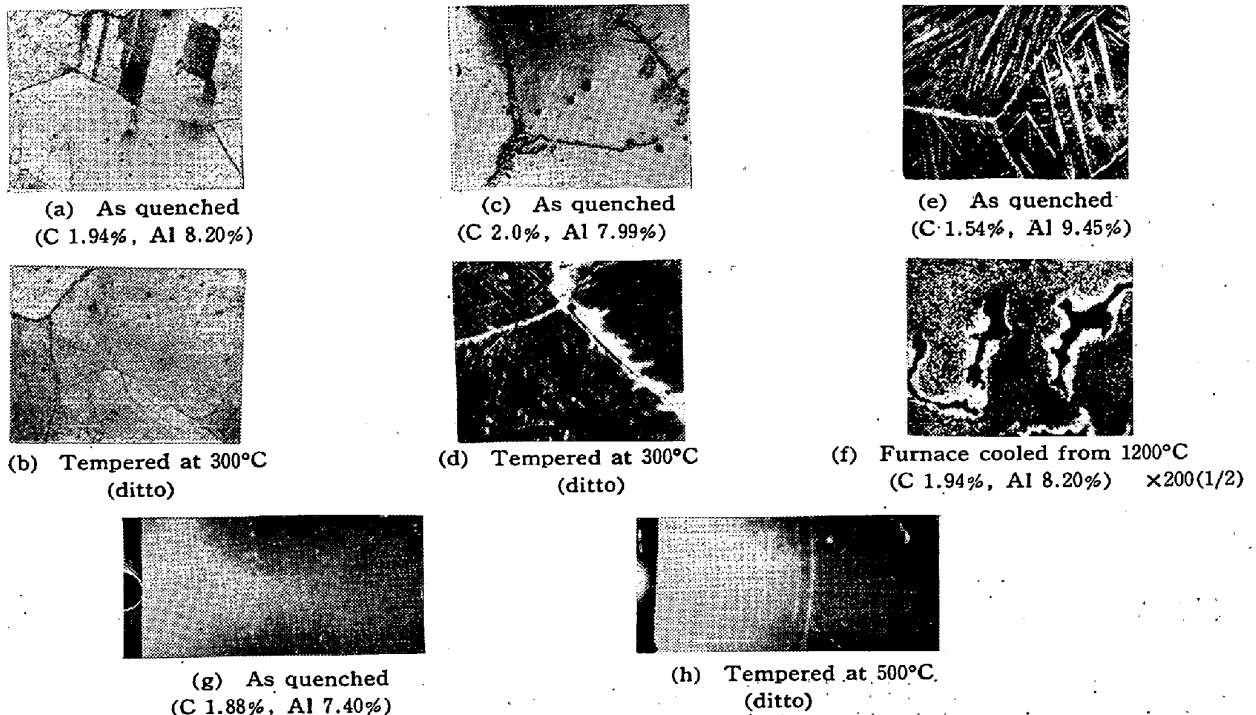 (a) As quenched
(C 1.94%, Al 8.20%)
(c) As quenched
(C 2.0%, Al 7.99%)
(e) As quenched
(C 1.54%, Al 9.45%)
(b) Tempered at 300°C
(ditto)
(d) Tempered at 300°C
(ditto)
(f) Furnace cooled from 1200°C
(C 1.94%, Al 8.20%) ×200(1/2)
(g) As quenched
(C 1.88%, Al 7.40%)
(h) Tempered at 500°C
(ditto)